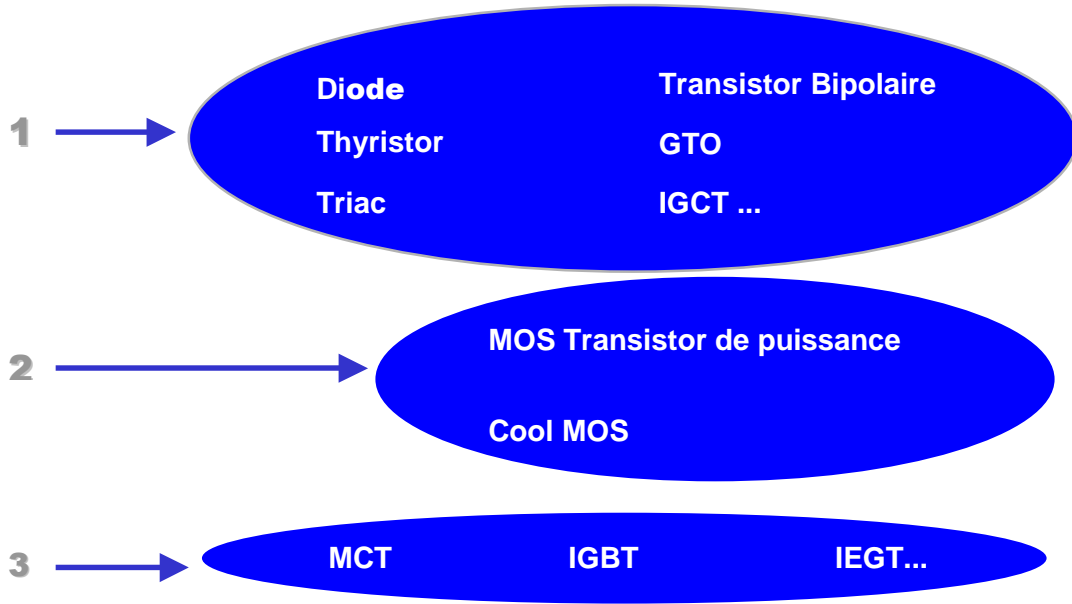 Diode Transistor Bipolaire
1 Thyristor GTO
Triac IGCT ...
MOS Transistor de puissance
2
Cool MOS
3 MCT IGBT IEGT...